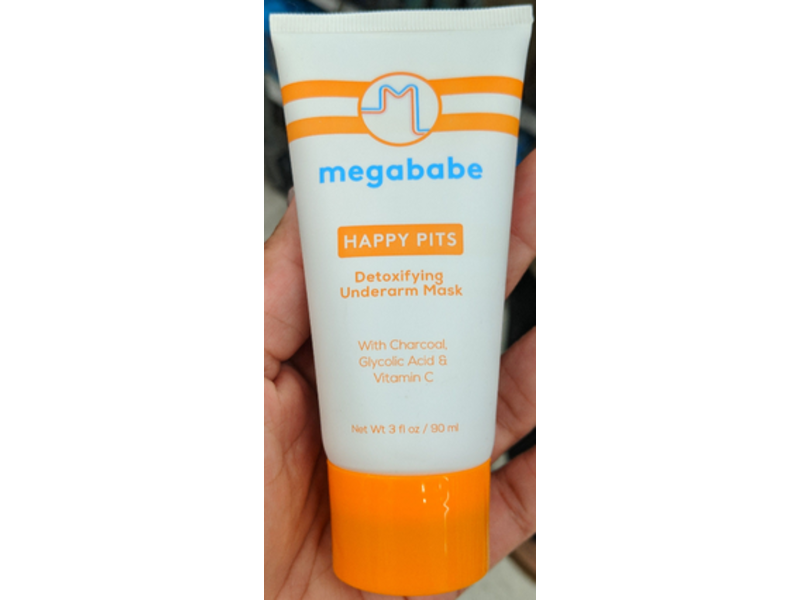 M
megababe
HAPPY PITS
Detoxifying
Underarm Mask
With Charcoal,
Glycolic Acid &
Vitamin C
Net Wt 3 fl oz / 90 ml